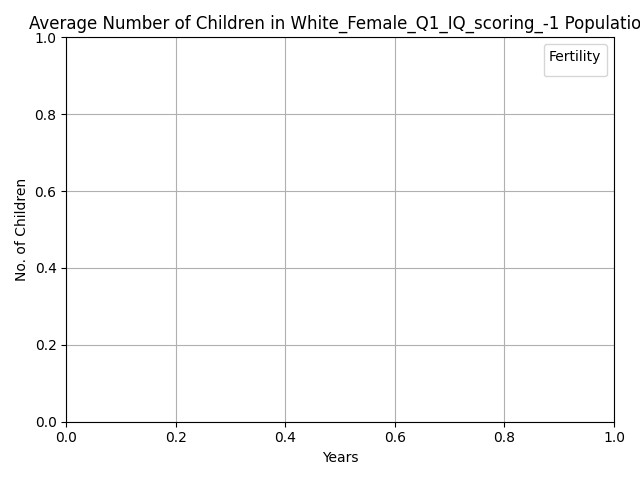 Average Number of Children in White_Female_Q1_IQ_scoring_-1 Populatio
Fertility
1.0
0.8
0.6
0.4
0.2
0.0
No. of Children
0.0 0.2 0.4 0.6 0.8 1.0
Years